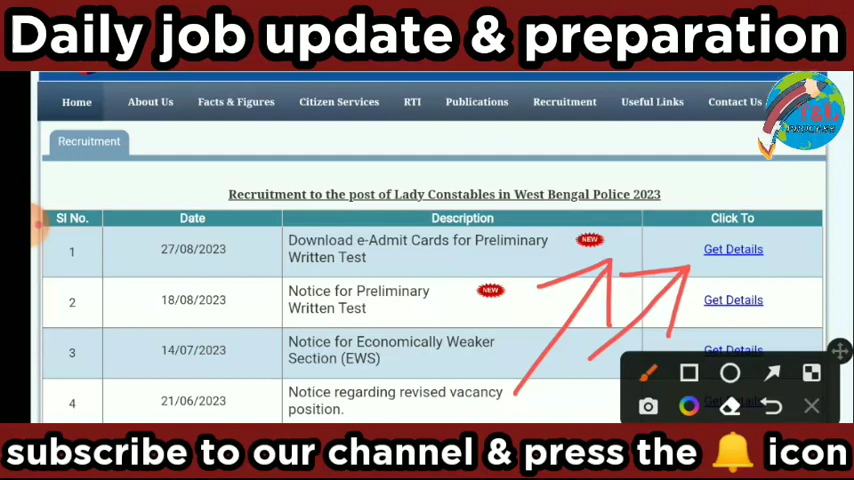 Daily job update & preparation
Home About Us Facts & Figures Citizen Services RTI Publications Recruitment Useful Links Contact Us
Recruitment
Recruitment to the post of Lady Constables in West Bengal Police 2023
Sl No. Date Description Click To
1 27/08/2023 Download e-Admit Cards for Preliminary Written Test NEW Get Details
2 18/08/2023 Notice for Preliminary Written Test NEW Get Details
3 14/07/2023 Notice for Economically Weaker Section (EWS) Get Details
4 21/06/2023 Notice regarding revised vacancy position.
subscribe to our channel & press the icon